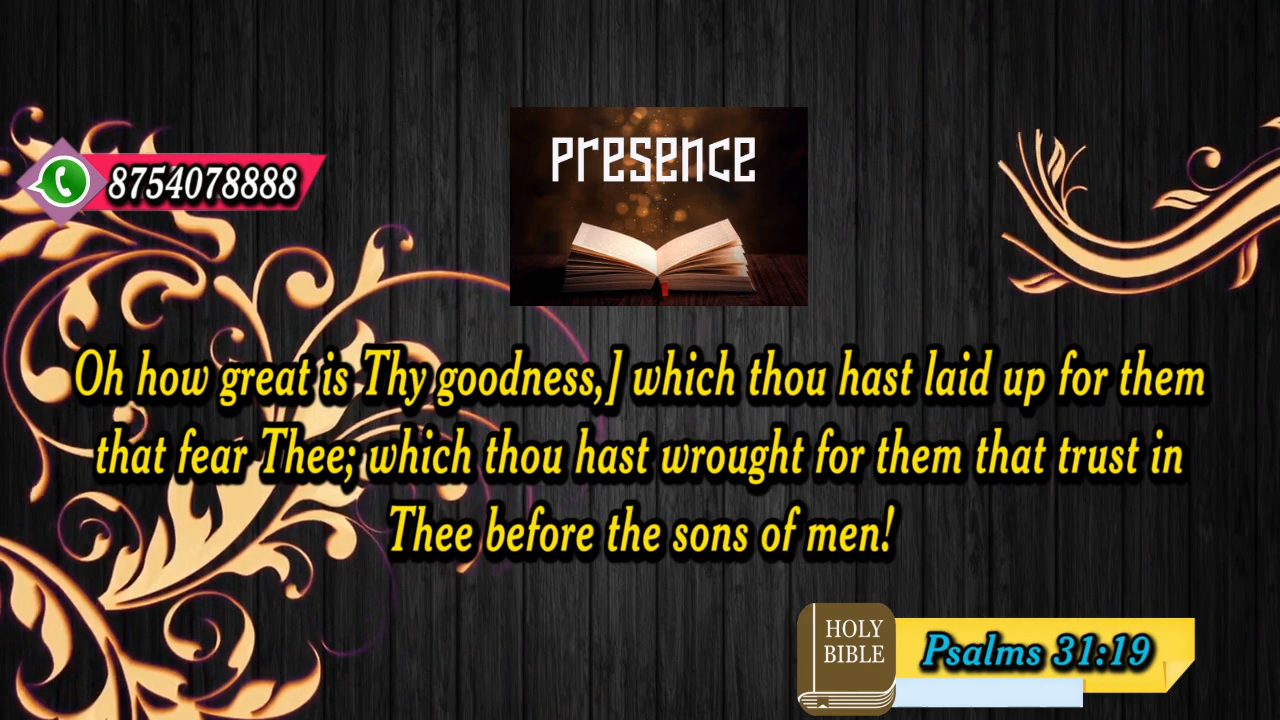 presence
8754078888
Oh how great is Thy goodness,] which thou hast laid up for them
that fear Thee; which thou hast wrought for them that trust in
Thee before the sons of men!
HOLY
BIBLE
Psalms 31:19